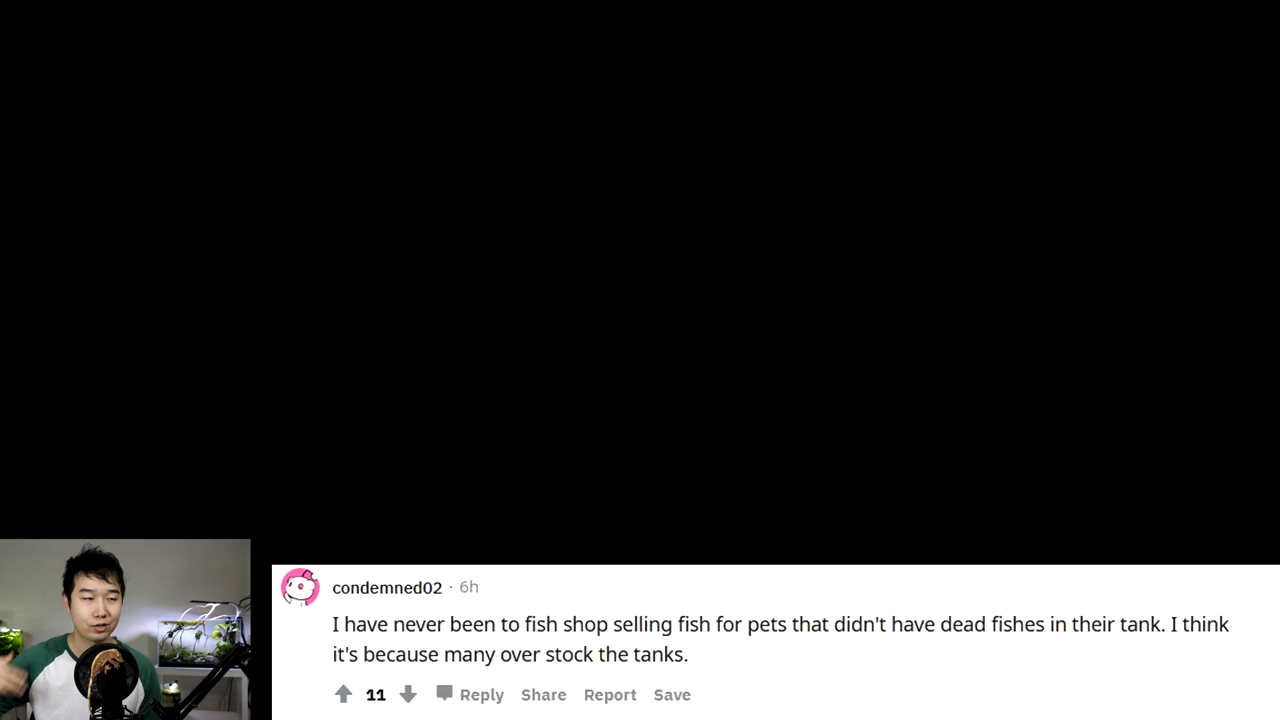 condemned02 · 6h
I have never been to fish shop selling fish for pets that didn't have dead fishes in their tank. I think
it's because many over stock the tanks.
11 Reply Share Report Save